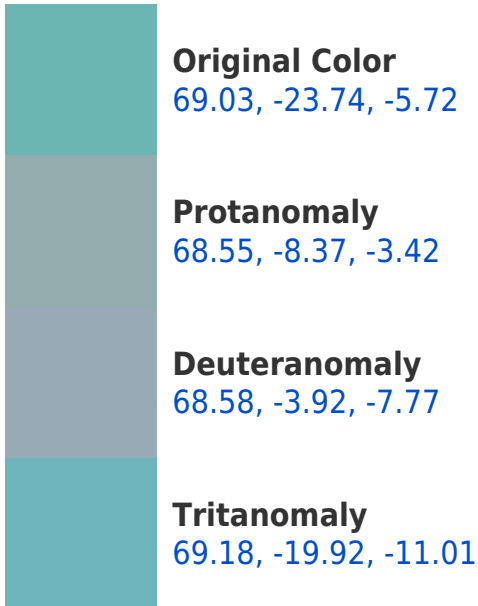 Original Color
69.03, -23.74, -5.72
Protanomaly
68.55, -8.37, -3.42
Deuteranomaly
68.58, -3.92, -7.77
Tritanomaly
69.18, -19.92, -11.01